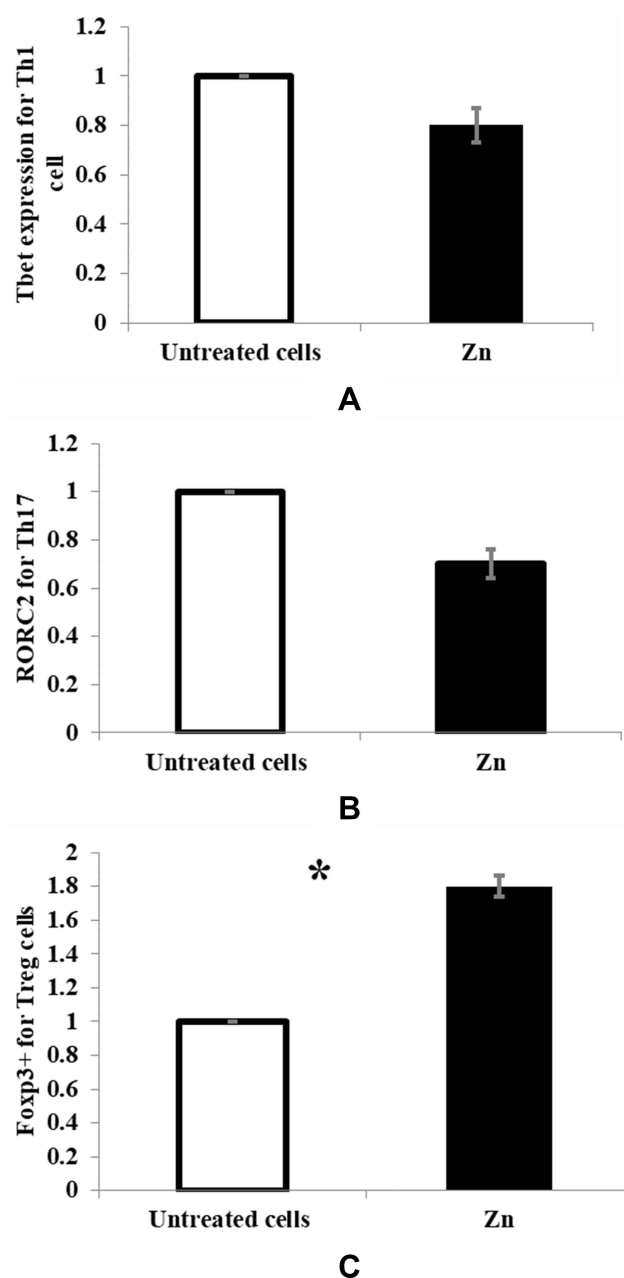 1.2
1
0.8
0.6
0.4
0.2
0
Tbet expression for Th1
cell
Untreated cells Zn
A
1.2
1
0.8
0.6
0.4
0.2
0
RORC2 for Th17
Untreated cells Zn
B
2
1.8
1.6
1.4
1.2
1
0.8
0.6
0.4
0.2
0
Foxp3+ for Treg cells
*
Untreated cells Zn
C